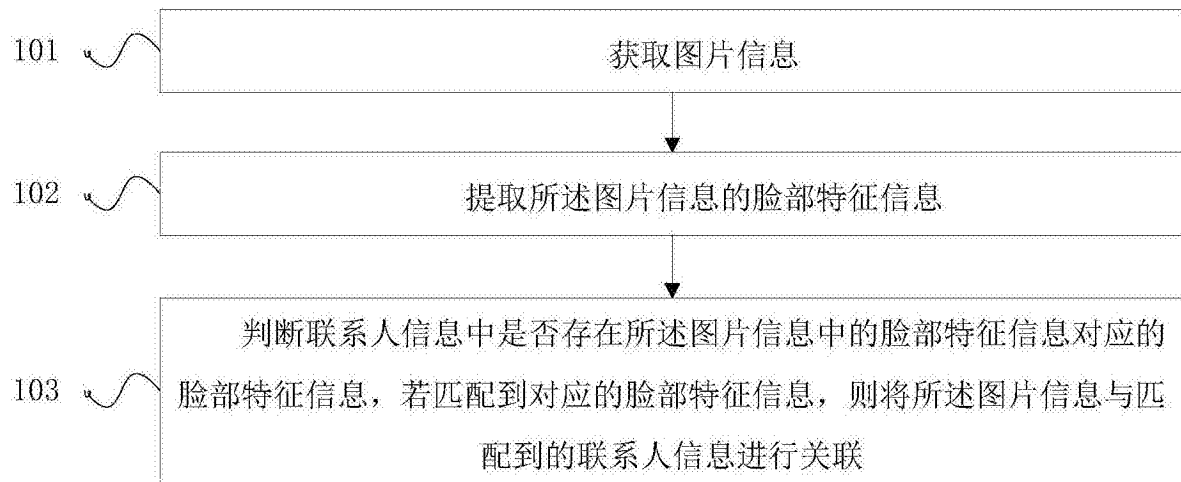 101
获取图片信息
102
提取所述图片信息的脸部特征信息
判断联系人信息中是否存在所述图片信息中的脸部特征信息对应的
103
脸部特征信息，若匹配到对应的脸部特征信息，则将所述图片信息与匹
配到的联系人信息进行关联